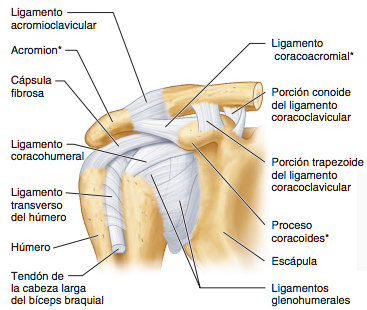 Ligamento
acromioclavicular
Acromion*
Cápsula
fibrosa
Ligamento
coracohumeral
Ligamento
transverso
del húmero
Húmero
Tendón de
la cabeza larga
del bíceps braquial
Ligamento
coracoacromial*
Porción conoide
del ligamento
coracoclavicular
Porción trapezoide
del ligamento
coracoclavicular
Proceso
coracoides*
Escápula
Ligamentos
glenohumerales